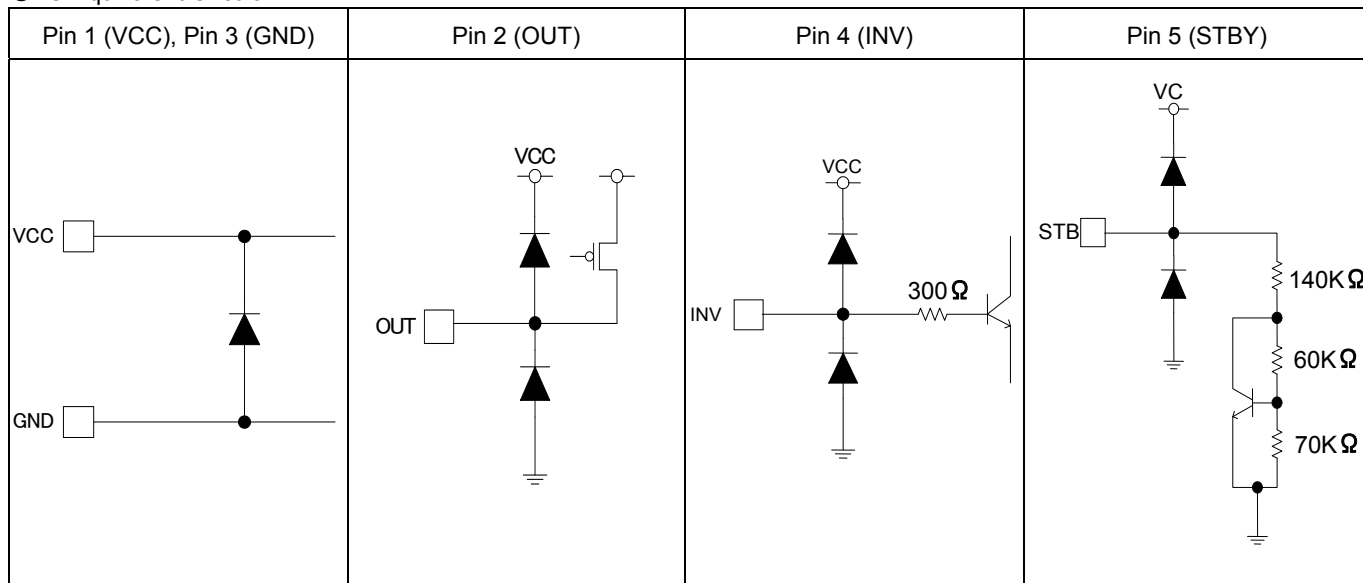 Pin 1 (VCC), Pin 3 (GND)
Pin 2 (OUT)
Pin 4 (INV)
Pin 5 (STBY)
VCC
GND
VCC
OUT
VCC
INV
300Ω
VC
STB
140KΩ
60KΩ
70KΩ